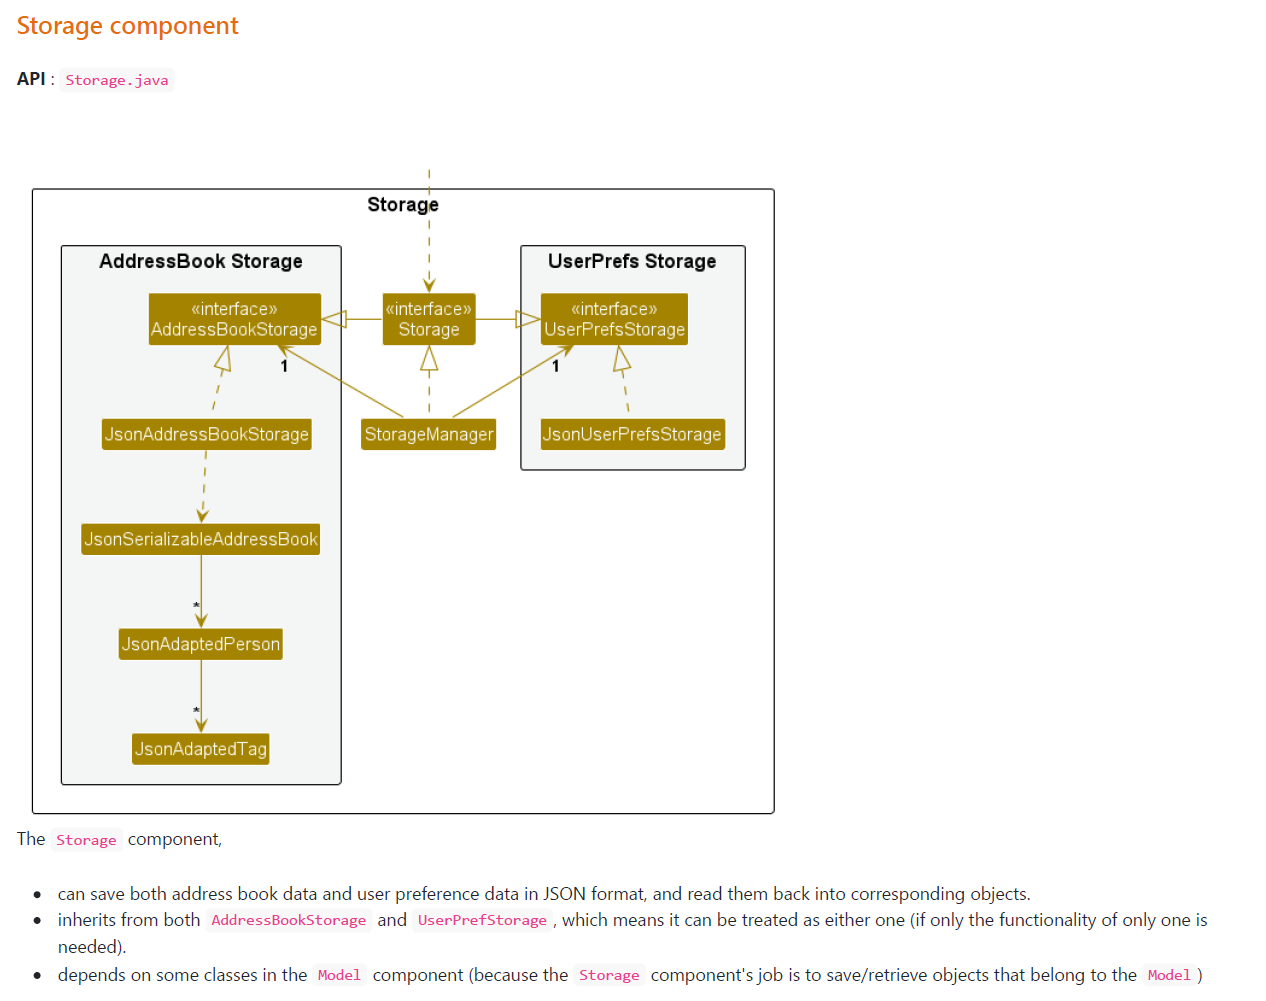 Storage component
API : Storage.java
Storage
AddressBook Storage
UserPrefs Storage
«interface»
AddressBookStorage
«interface»
Storage
«interface»
UserPrefsStorage
1
1
JsonAddressBookStorage
StorageManager
JsonUserPrefsStorage
JsonSerializableAddressBook
*
JsonAdaptedPerson
*
JsonAdaptedTag
The Storage component,
• can save both address book data and user preference data in JSON format, and read them back into corresponding objects.
• inherits from both AddressBookStorage and UserPrefStorage , which means it can be treated as either one (if only the functionality of only one is
needed).
• depends on some classes in the Model component (because the Storage component's job is to save/retrieve objects that belong to the Model )